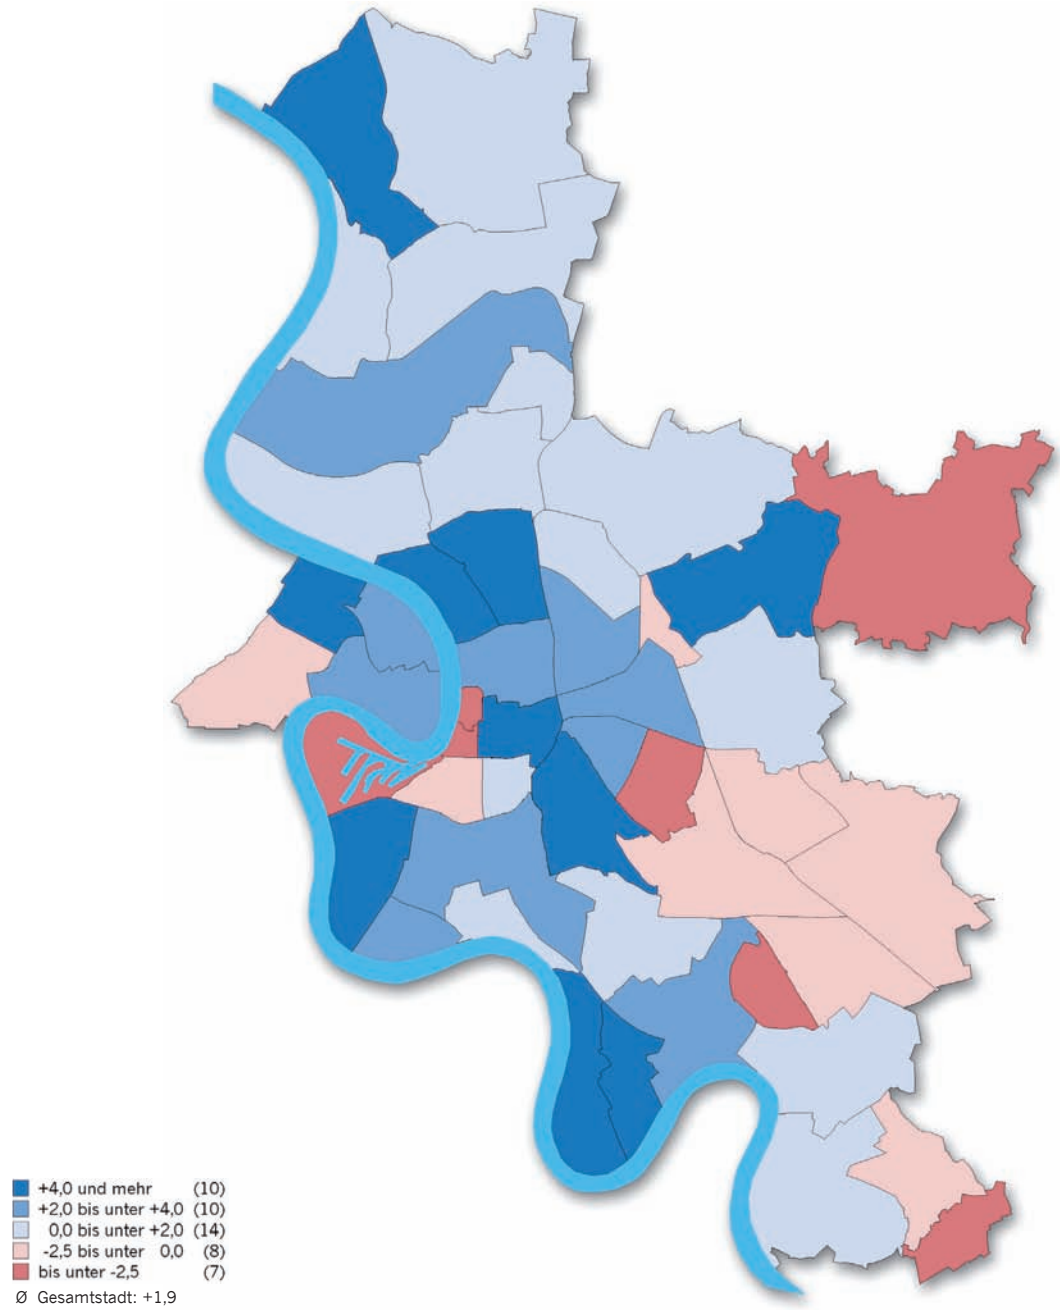 +4,0 und mehr (10)
+2,0 bis unter +4,0 (10)
0,0 bis unter +2,0 (14)
-2,5 bis unter 0,0 (8)
bis unter -2,5 (7)
Ø Gesamtstadt: +1,9